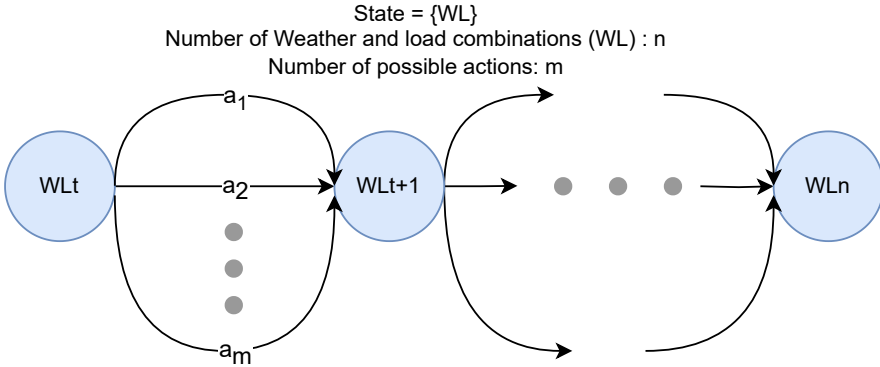 State = {WL}
Number of Weather and load combinations (WL) : n
Number of possible actions: m
a1
WLt
a2
WLt+1
WLn
am